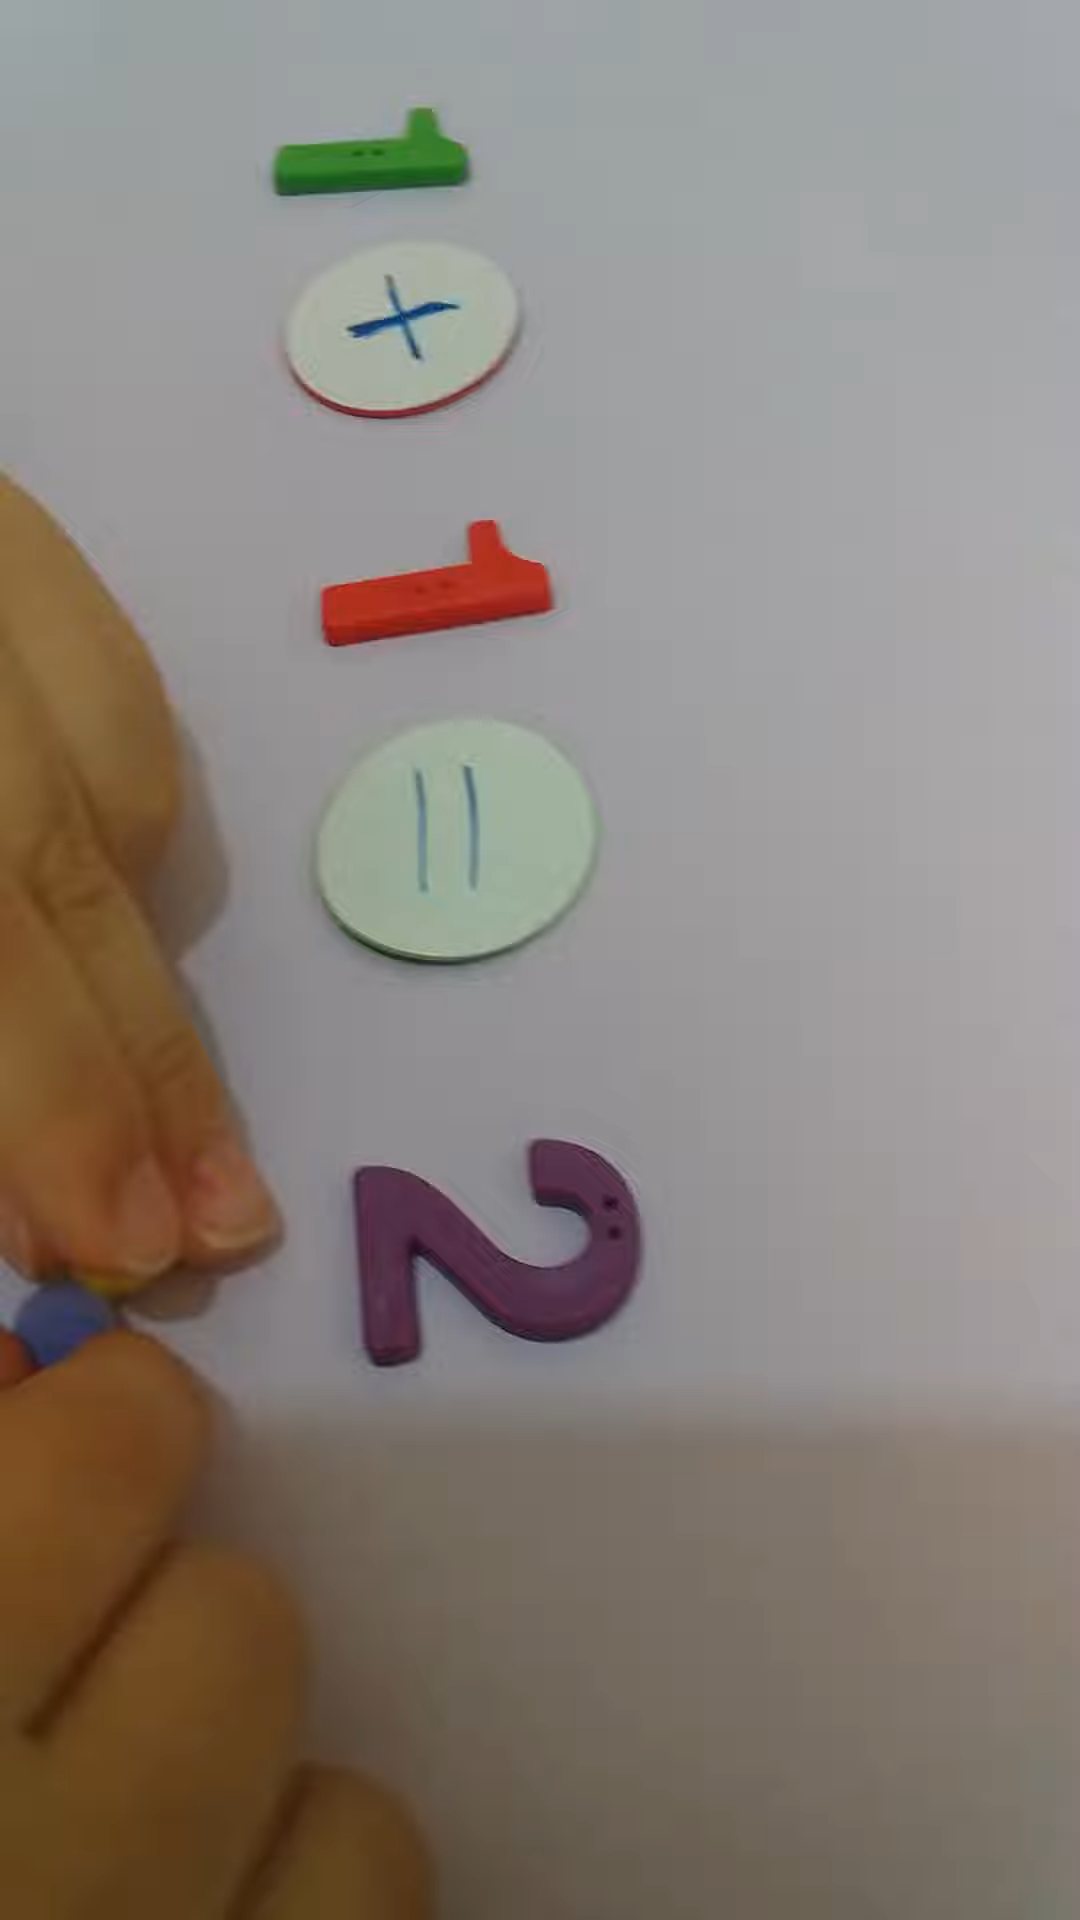 1 + 1 = 2